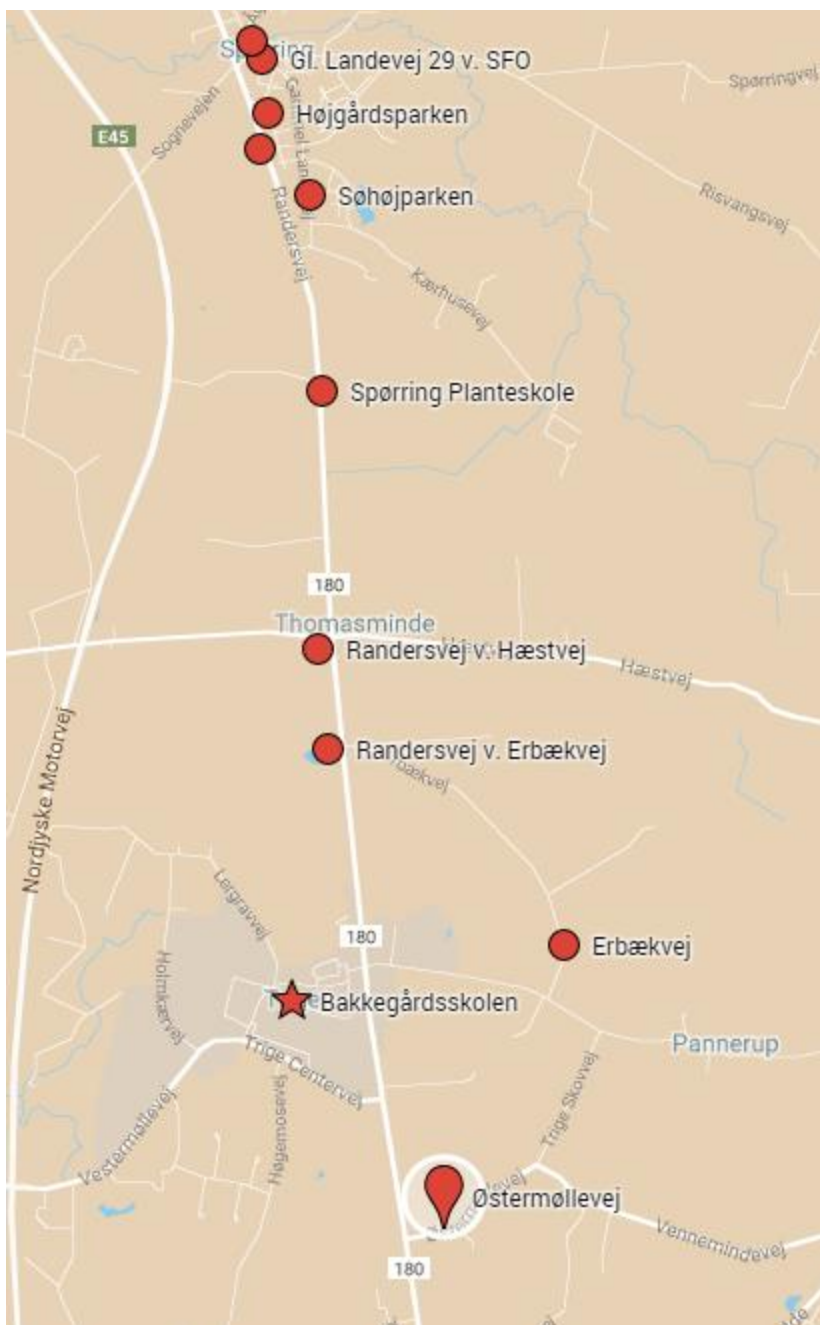 Gl. Landevej 29 v. SFO
Spørringvej
E45
Sognevejen
Højgårdsparken
Søhøjparken
Risvangsvej
Randersvej
Kærhusevej
Spørring Planteskole
180
Thomasminde
Randersvej v. Hæstvej
Hæstvej
Randersvej v. Erbækvej
Nordjyske Motorvej
Lergravvej
180
Erbækvej
Holmkærvej
Bakkegårdsskolen
Pannerup
Trige Centervej
Trige Skovvej
Vestermøllevej
Høgemosevej
Østermøllevej
Vennemindevej
180